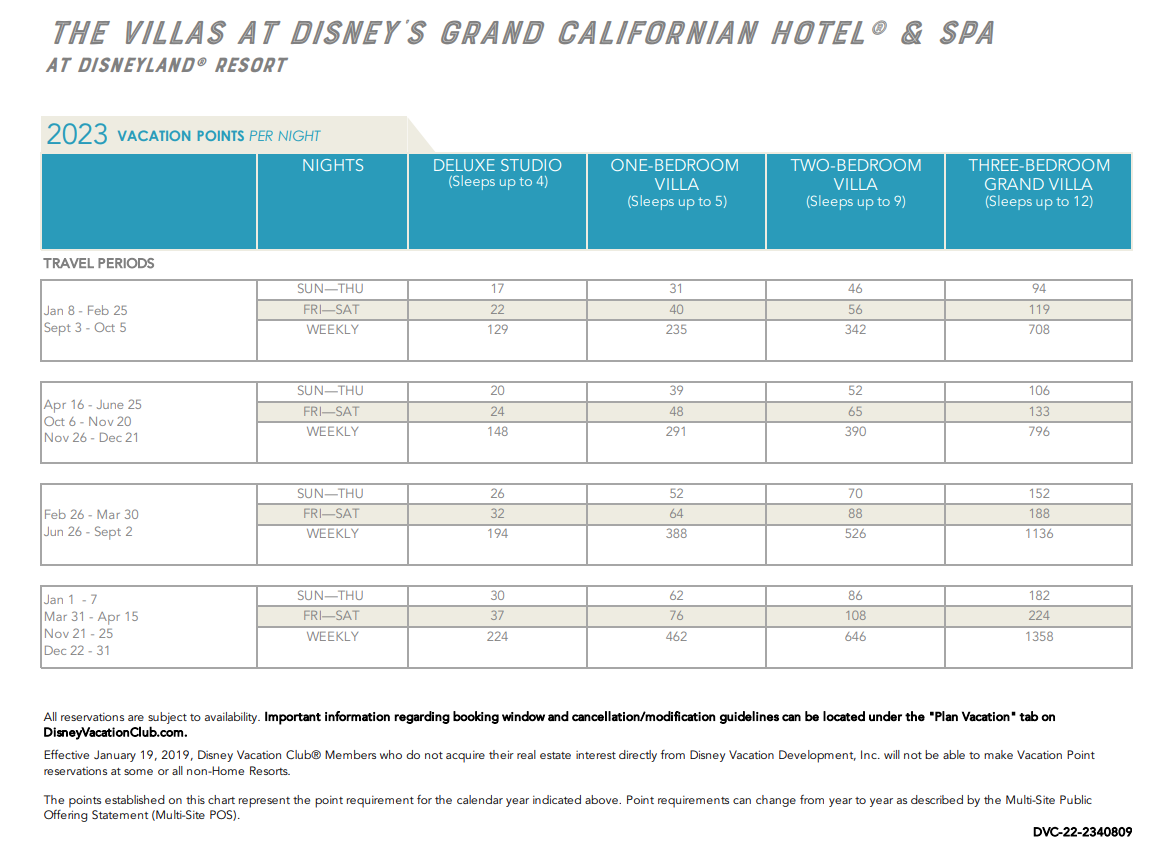 THE VILLAS AT DISNEY'S GRAND CALIFORNIAN HOTEL® & SPA
AT DISNEYLAND® RESORT
2023 VACATION POINTS PER NIGHT
NIGHTS DELUXE STUDIO ONE-BEDROOM TWO-BEDROOM THREE-BEDROOM
(Sleeps up to 4) VILLA VILLA GRAND VILLA
(Sleeps up to 5) (Sleeps up to 9) (Sleeps up to 12)
TRAVEL PERIODS
Jan 8 - Feb 25
Sept 3 - Oct 5
SUN—THU 17 31 46 94
FRI—SAT 22 40 56 119
WEEKLY 129 235 342 708
Apr 16 - June 25
Oct 6 - Nov 20
Nov 26 - Dec 21
SUN—THU 20 39 52 106
FRI—SAT 24 48 65 133
WEEKLY 148 291 390 796
Feb 26 - Mar 30
Jun 26 - Sept 2
SUN—THU 26 52 70 152
FRI—SAT 32 64 88 188
WEEKLY 194 388 526 1136
Jan 1 - 7
Mar 31 - Apr 15
Nov 21 - 25
Dec 22 - 31
SUN—THU 30 62 86 182
FRI—SAT 37 76 108 224
WEEKLY 224 462 646 1358
All reservations are subject to availability. Important information regarding booking window and cancellation/modification guidelines can be located under the "Plan Vacation" tab on
DisneyVacationClub.com.
Effective January 19, 2019, Disney Vacation Club® Members who do not acquire their real estate interest directly from Disney Vacation Development, Inc. will not be able to make Vacation Point
reservations at some or all non-Home Resorts.
The points established on this chart represent the point requirement for the calendar year indicated above. Point requirements can change from year to year as described by the Multi-Site Public
Offering Statement (Multi-Site POS).
DVC-22-2340809